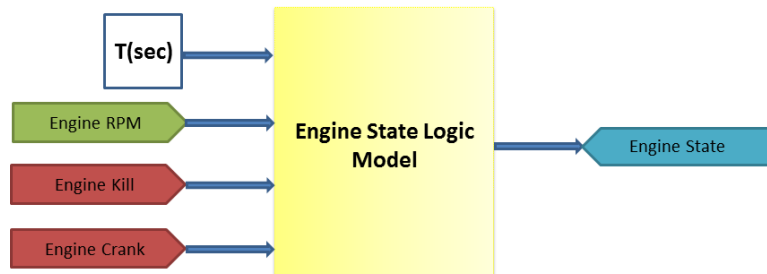 T(sec)
Engine RPM
Engine Kill
Engine Crank
Engine State Logic
Model
Engine State